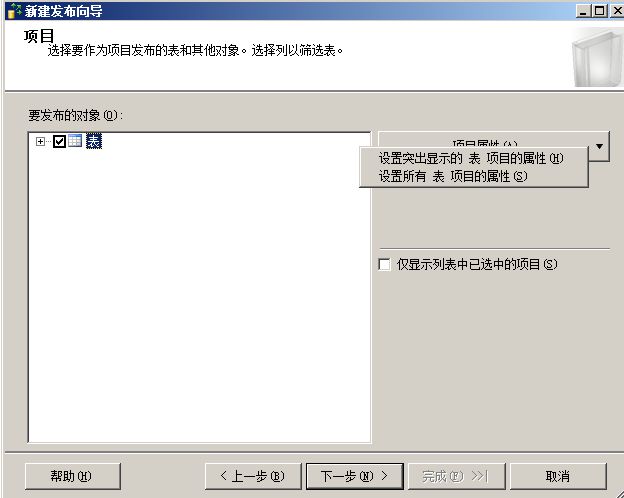 新建发布向导
项目
选择要作为项目发布的表和其他对象。选择列以筛选表。
要发布的对象(O):
表
项目属性(A)
设置突出显示的 表 项目的属性(H)
设置所有 表 项目的属性(S)
仅显示列表中已选中的项目(S)
帮助(H)
< 上一步(B)
下一步(N) >
完成(F) >>|
取消